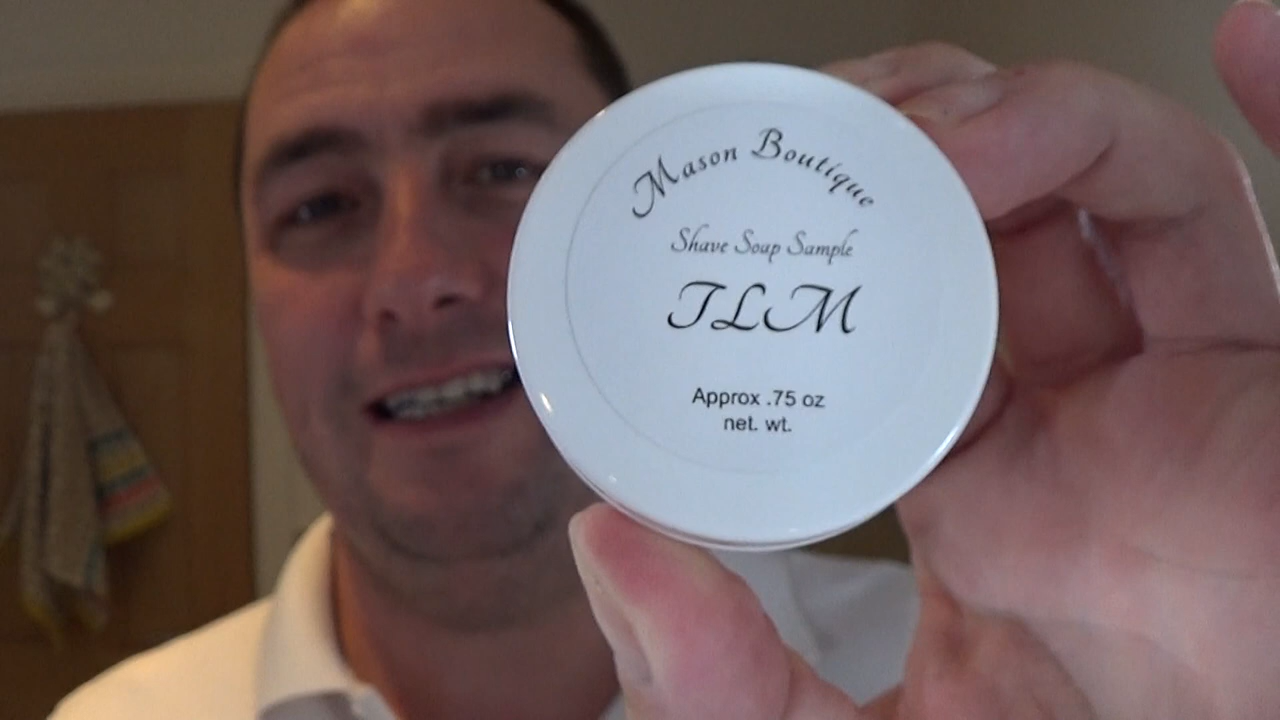 Mason Boutique
Shave Soap Sample
TLM
Approx .75 oz
net. wt.